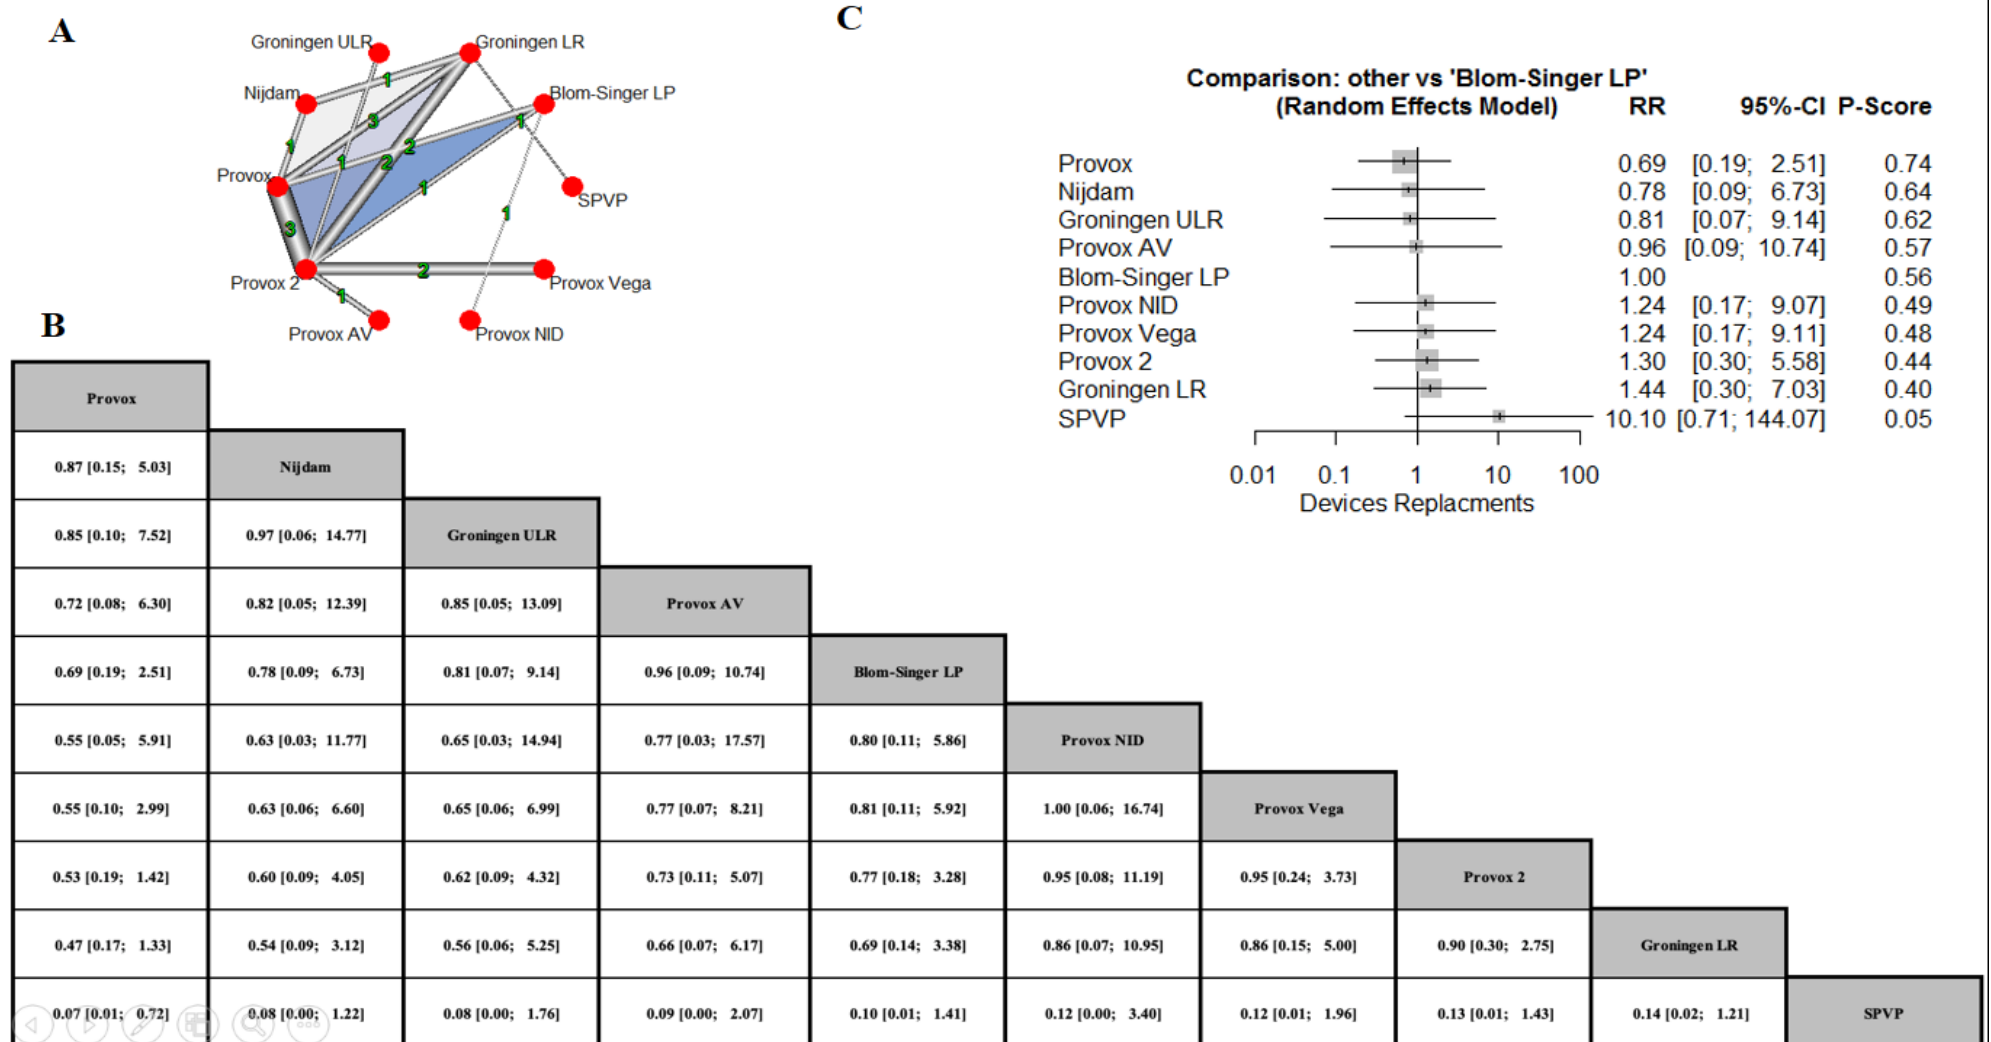 A
Groningen ULR
Groningen LR
Nijdam
Blom-Singer LP
Provox
SPVP
Provox 2
Provox Vega
Provox AV
Provox NID
1
3
1
1
1
2
2
1
1
3
2
1
B
Provox
0.87 [0.15; 5.03] Nijdam
0.85 [0.10; 7.52] 0.97 [0.06; 14.77] Groningen ULR
0.72 [0.08; 6.30] 0.82 [0.05; 12.39] 0.85 [0.05; 13.09] Provox AV
0.69 [0.19; 2.51] 0.78 [0.09; 6.73] 0.81 [0.07; 9.14] 0.96 [0.09; 10.74] Blom-Singer LP
0.55 [0.05; 5.91] 0.63 [0.03; 11.77] 0.65 [0.03; 14.94] 0.77 [0.03; 17.57] 0.80 [0.11; 5.86] Provox NID
0.55 [0.10; 2.99] 0.63 [0.06; 6.60] 0.65 [0.06; 6.99] 0.77 [0.07; 8.21] 0.81 [0.11; 5.92] 1.00 [0.06; 16.74] Provox Vega
0.53 [0.19; 1.42] 0.60 [0.09; 4.05] 0.62 [0.09; 4.32] 0.73 [0.11; 5.07] 0.77 [0.18; 3.28] 0.95 [0.08; 11.19] 0.95 [0.24; 3.73] Provox 2
0.47 [0.17; 1.33] 0.54 [0.09; 3.12] 0.56 [0.06; 5.25] 0.66 [0.07; 6.17] 0.69 [0.14; 3.38] 0.86 [0.07; 10.95] 0.86 [0.15; 5.00] 0.90 [0.30; 2.75] Groningen LR
0.07 [0.01; 0.72] 0.08 [0.00; 1.22] 0.08 [0.00; 1.76] 0.09 [0.00; 2.07] 0.10 [0.01; 1.41] 0.12 [0.00; 3.40] 0.12 [0.01; 1.96] 0.13 [0.01; 1.43] 0.14 [0.02; 1.21] SPVP
C
Comparison: other vs 'Blom-Singer LP'
(Random Effects Model) RR 95%-CI P-Score
Provox 0.69 [0.19; 2.51] 0.74
Nijdam 0.78 [0.09; 6.73] 0.64
Groningen ULR 0.81 [0.07; 9.14] 0.62
Provox AV 0.96 [0.09; 10.74] 0.57
Blom-Singer LP 1.00 0.56
Provox NID 1.24 [0.17; 9.07] 0.49
Provox Vega 1.24 [0.17; 9.11] 0.48
Provox 2 1.30 [0.30; 5.58] 0.44
Groningen LR 1.44 [0.30; 7.03] 0.40
SPVP 10.10 [0.71; 144.07] 0.05
0.01 0.1 1 10 100
Devices Replacments